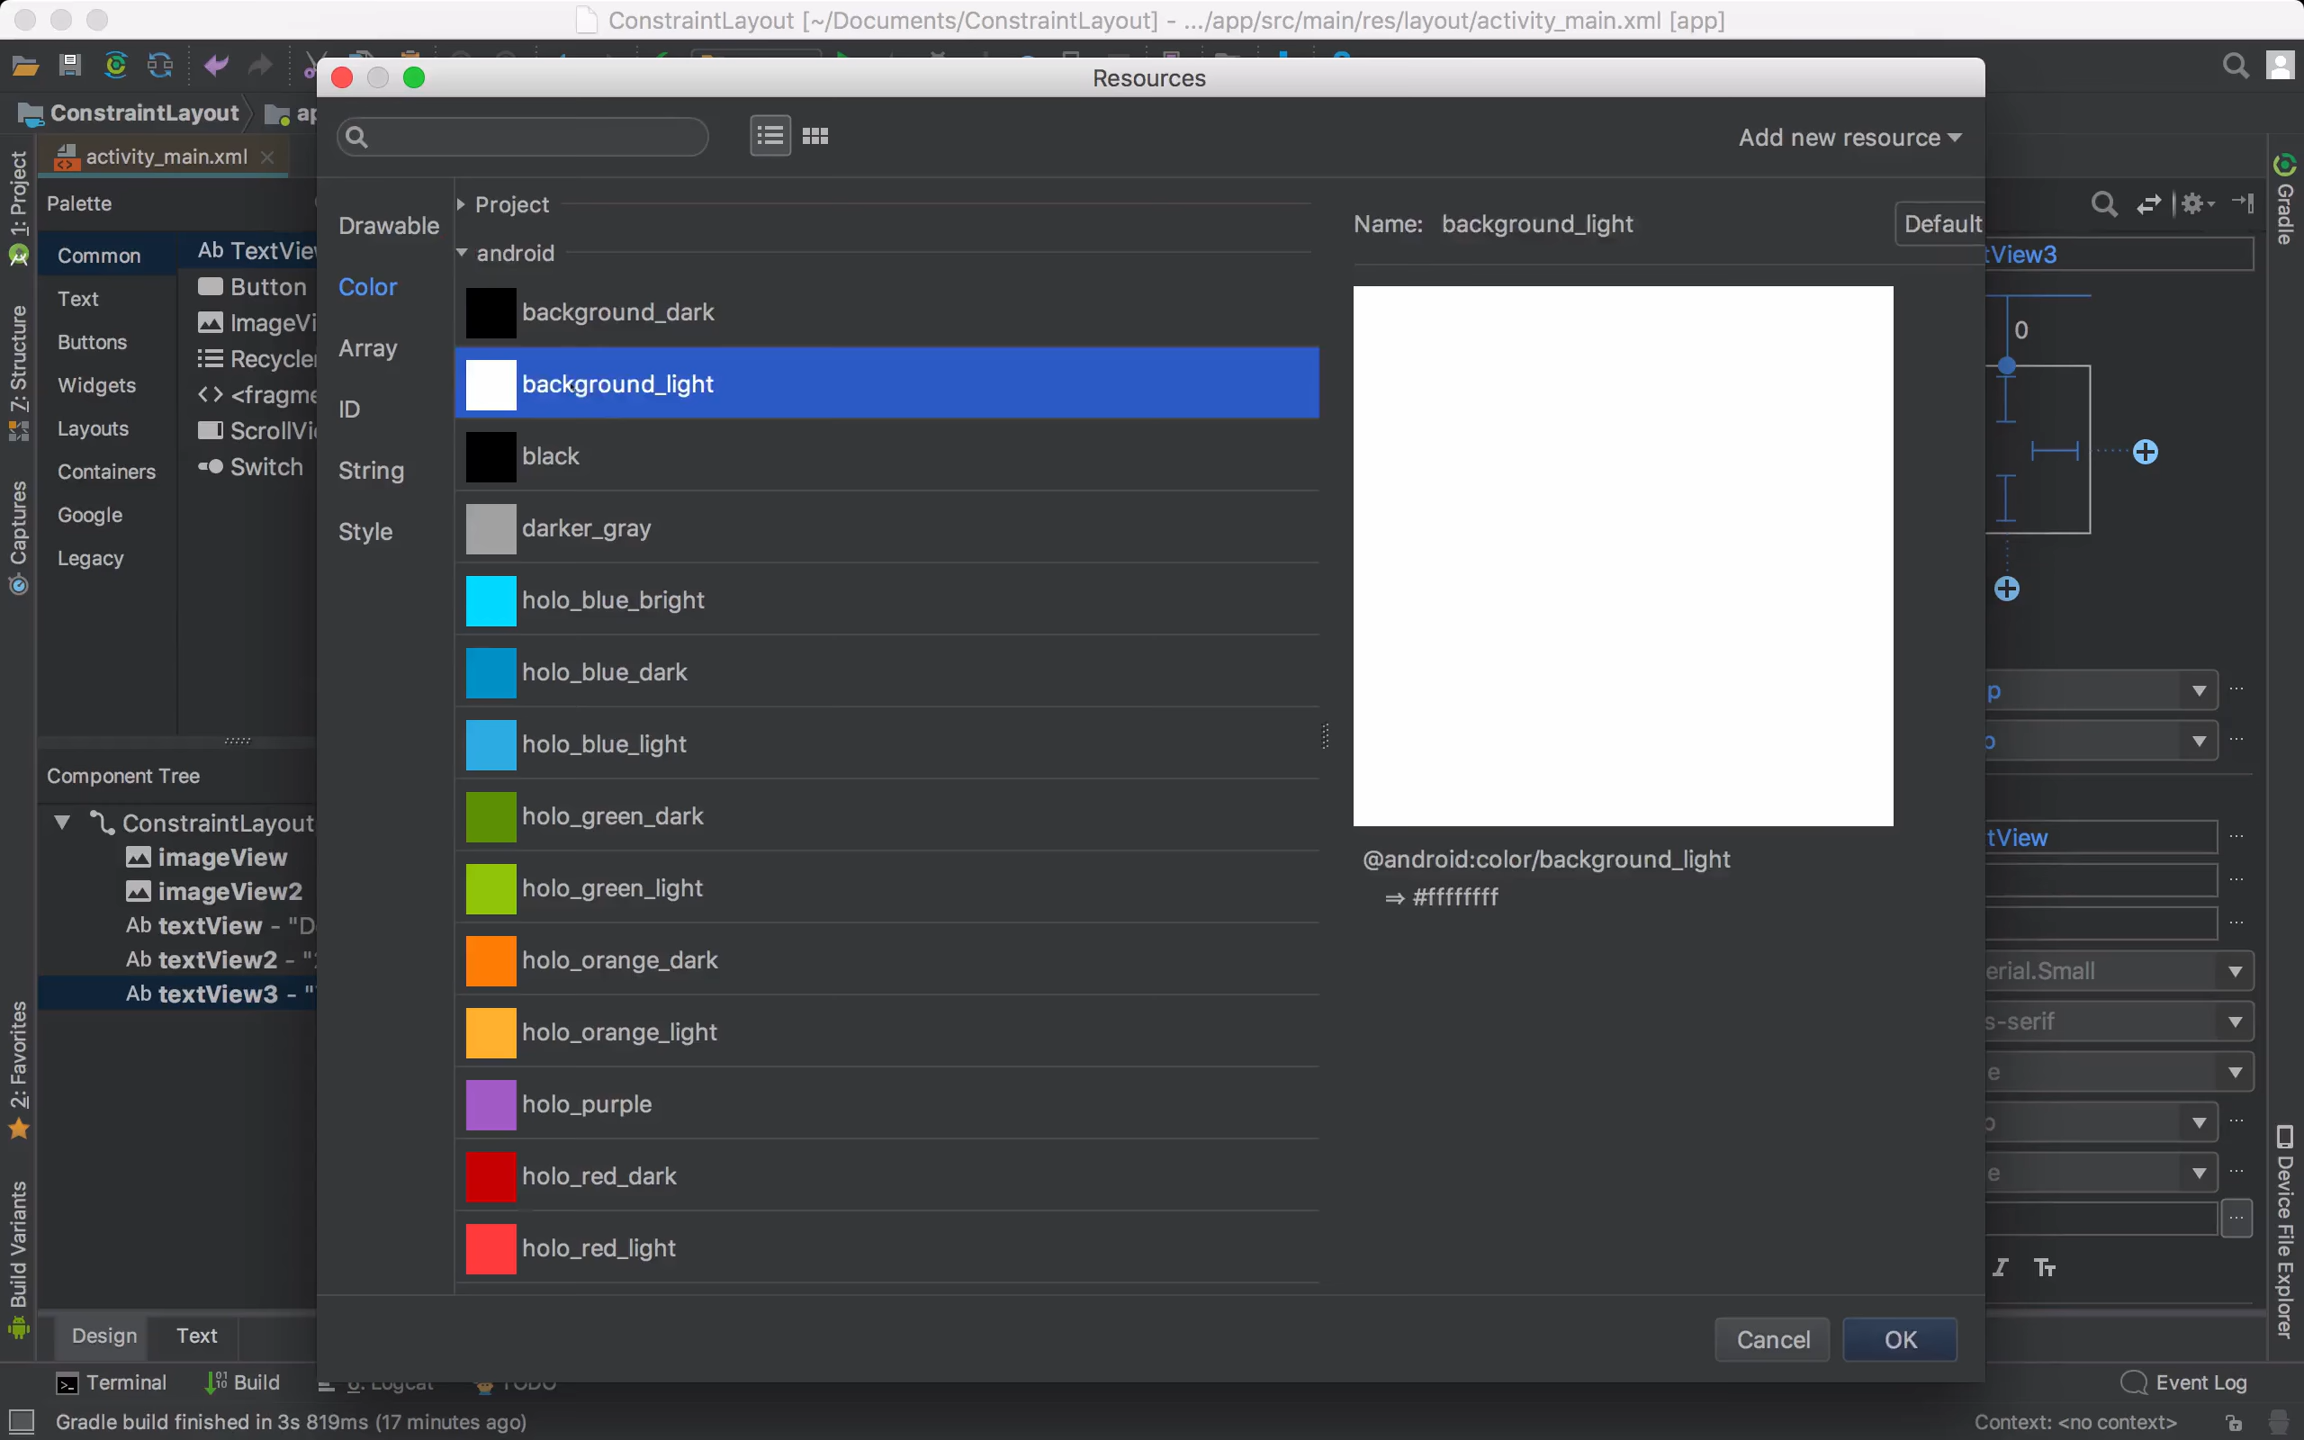 ConstraintLayout [~/Documents/ConstraintLayout] - .../app/src/main/res/layout/activity_main.xml [app]
Resources
ConstraintLayout
activity_main.xml
Add new resource
1: Project
7: Structure
Captures
2: Favorites
Build Variants
Palette
Common
Text
Buttons
Widgets
Layouts
Containers
Google
Legacy
Ab TextView
Button
ImageVi
Recycler
<> <fragme
ScrollVi
Switch
Component Tree
ConstraintLayout
imageView
imageView2
Ab textView - "D
Ab textView2 - "2
Ab textView3 - "
Design
Text
Drawable
Color
Array
ID
String
Style
Project
android
background_dark
background_light
black
darker_gray
holo_blue_bright
holo_blue_dark
holo_blue_light
holo_green_dark
holo_green_light
holo_orange_dark
holo_orange_light
holo_purple
holo_red_dark
holo_red_light
Name: background_light
Default
@android:color/background_light
⇒ #ffffffff
Cancel
OK
tView3
0
p
tView
erial.Small
s-serif
e
e
Gradle
Device File Explorer
Terminal
Build
6: Logcat
TODO
Event Log
Gradle build finished in 3s 819ms (17 minutes ago)
Context: <no context>